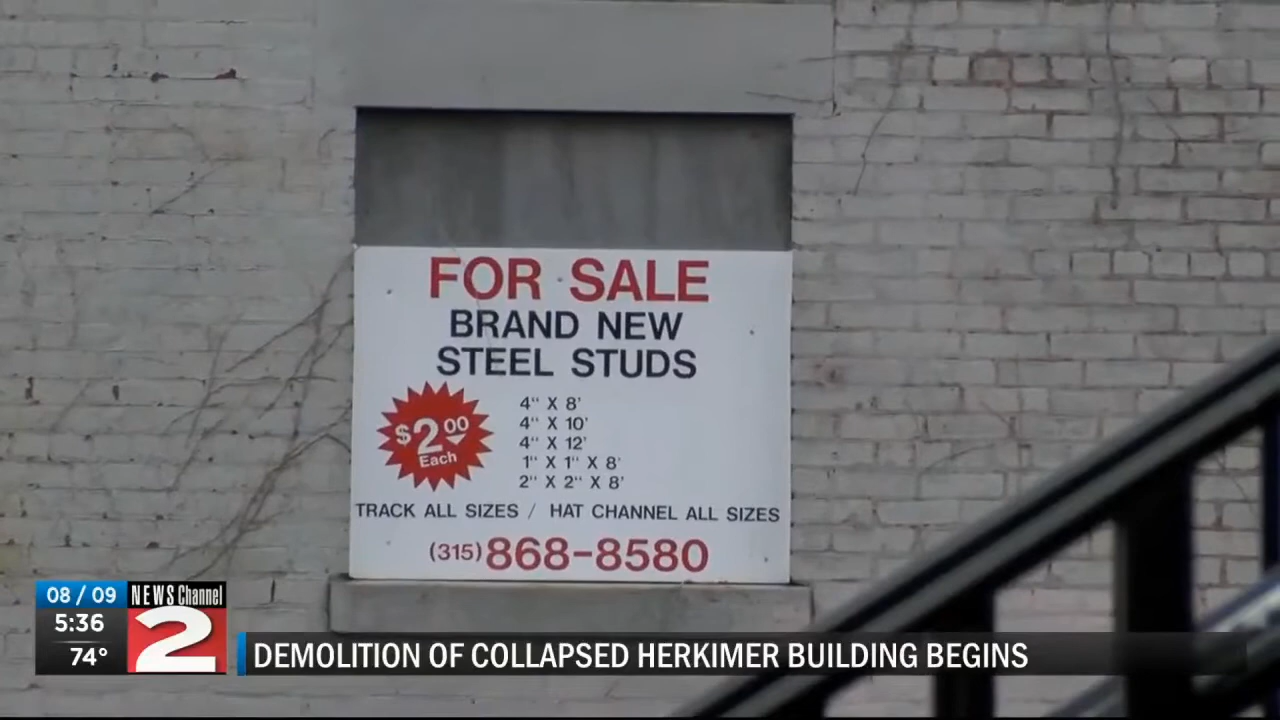 FOR SALE
BRAND NEW
STEEL STUDS
$2.00
Each
4" X 8'
4" X 10'
4" X 12'
1" X 1" X 8'
2" X 2" X 8'
TRACK ALL SIZES / HAT CHANNEL ALL SIZES
(315) 868-8580
08 / 09
5:36
74°
NEWS Channel
2
DEMOLITION OF COLLAPSED HERKIMER BUILDING BEGINS